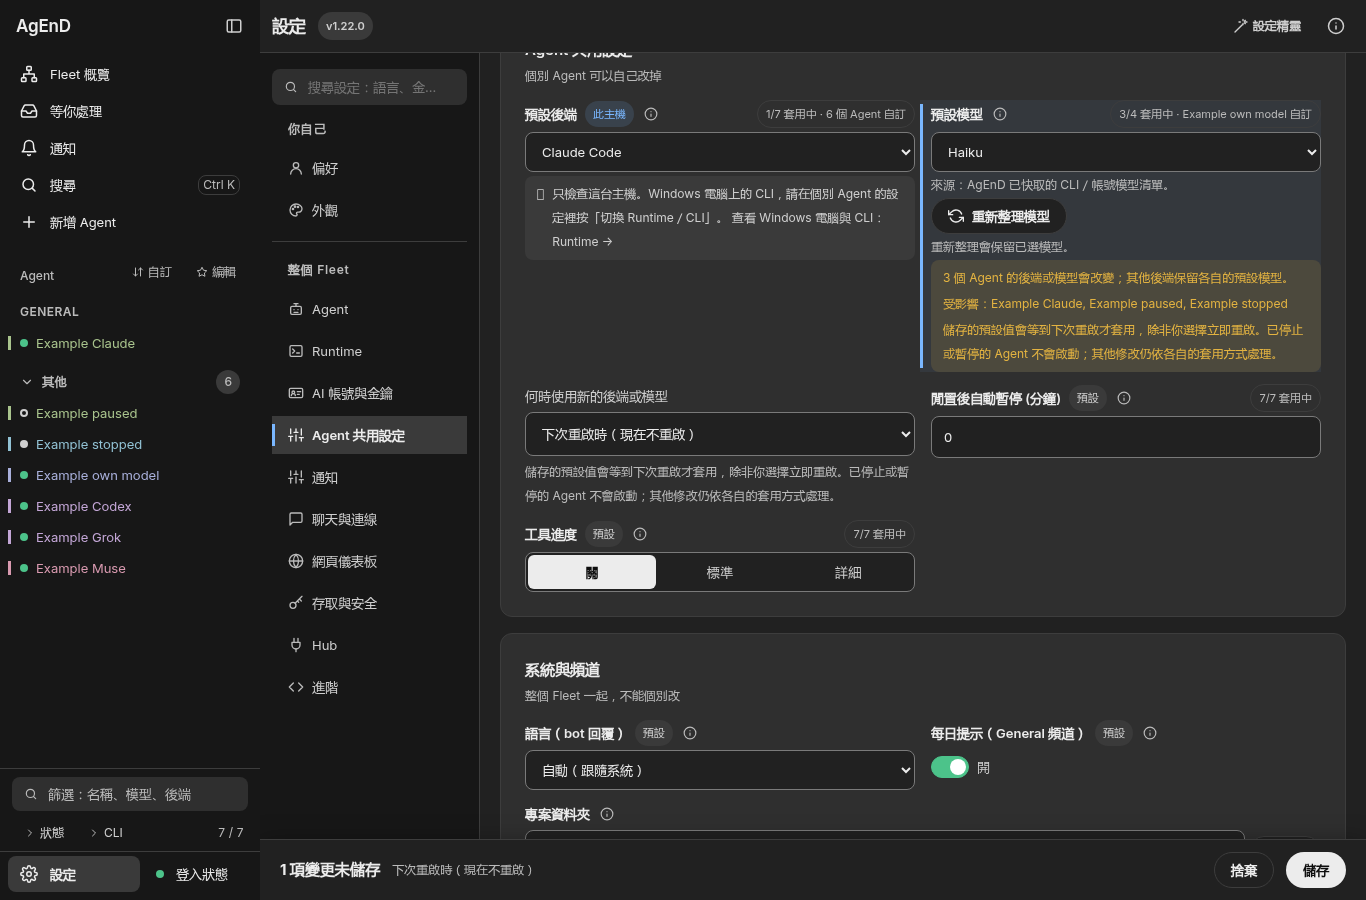 AgEnD
Fleet 概覽
等你處理
通知
搜尋
Ctrl K
新增 Agent
Agent
自訂
編輯
GENERAL
Example Claude
其他
6
Example paused
Example stopped
Example own model
Example Codex
Example Grok
Example Muse
篩選：名稱、模型、後端
狀態
CLI
7 / 7
設定
登入狀態
設定
v1.22.0
設定精靈
搜尋設定：語言、金...
你自己
偏好
外觀
整個 Fleet
Agent
Runtime
AI 帳號與金鑰
Agent 共用設定
通知
聊天與連線
網頁儀表板
存取與安全
Hub
進階
Agent 共用設定
個別 Agent 可以自己改掉
預設後端
此主機
1/7 套用中 · 6 個 Agent 自訂
Claude Code
只檢查這台主機。Windows 電腦上的 CLI，請在個別 Agent 的設
定裡按「切換 Runtime / CLI」。 查看 Windows 電腦與 CLI：
Runtime →
預設模型
3/4 套用中 · Example own model 自訂
Haiku
來源：AgEnD 已快取的 CLI / 帳號模型清單。
重新整理模型
重新整理會保留已選模型。
3 個 Agent 的後端或模型會改變；其他後端保留各自的預設模型。
受影響：Example Claude, Example paused, Example stopped
儲存的預設值會等到下次重啟才套用，除非你選擇立即重啟。已停止
或暫停的 Agent 不會啟動；其他修改仍依各自的套用方式處理。
何時使用新的後端或模型
下次重啟時（現在不重啟）
儲存的預設值會等到下次重啟才套用，除非你選擇立即重啟。已停止或暫
停的 Agent 不會啟動；其他修改仍依各自的套用方式處理。
閒置後自動暫停 (分鐘)
預設
7/7 套用中
0
工具進度
預設
7/7 套用中
關
標準
詳細
系統與頻道
整個 Fleet 一起，不能個別改
語言（bot 回覆）
預設
自動（跟隨系統）
每日提示（General 頻道）
預設
開
專案資料夾
1 項變更未儲存
下次重啟時（現在不重啟）
捨棄
儲存